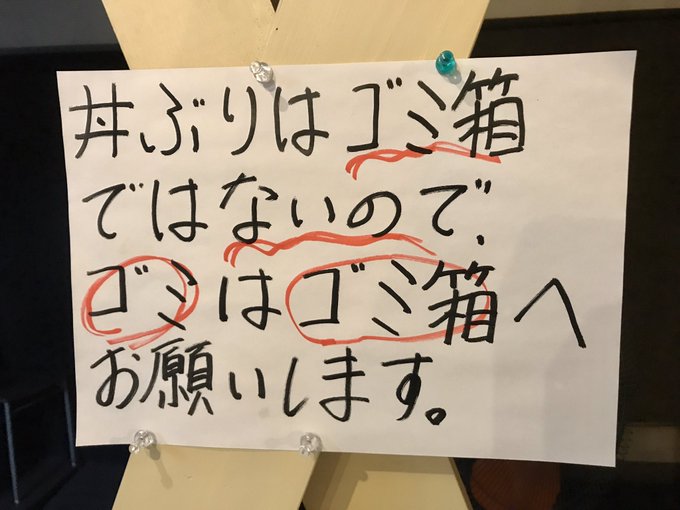 丼ぶりはゴミ箱
ではないので、
ゴミはゴミ箱へ
お願いします。